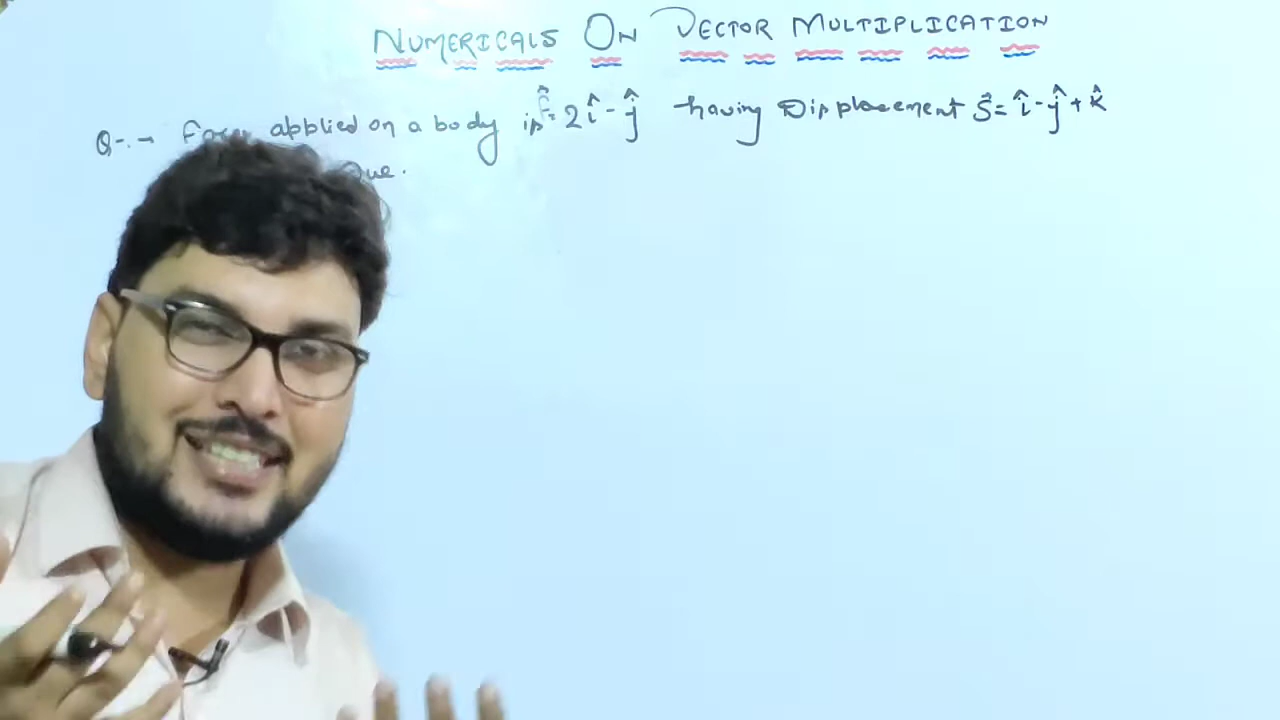 NUMERICALS ON VECTOR MULTIPLICATION
Q-.→ Force applied on a body is F̂=2î-ĵ having Displacement S⃗=î-ĵ+k̂